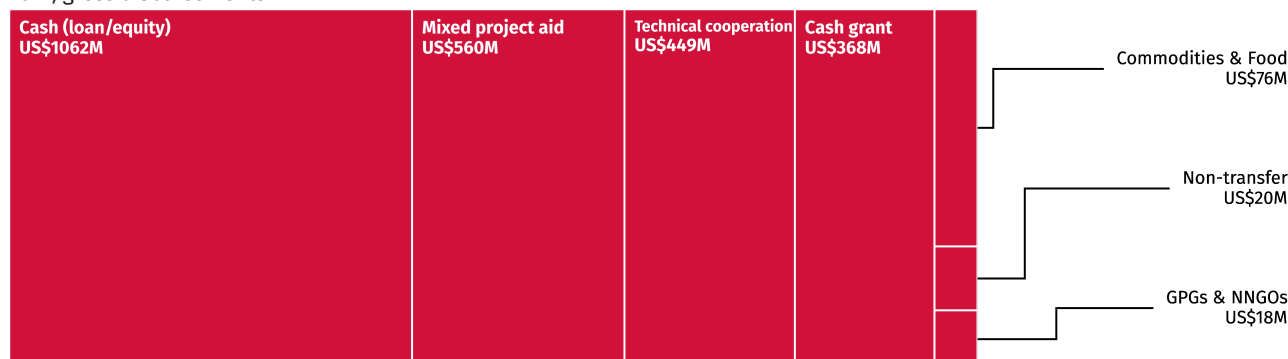 Cash (loan/equity)
US$1062M
Mixed project aid
US$560M
Technical cooperation
US$449M
Cash grant
US$368M
Commodities & Food
US$76M
Non-transfer
US$20M
GPGs & NNGOs
US$18M